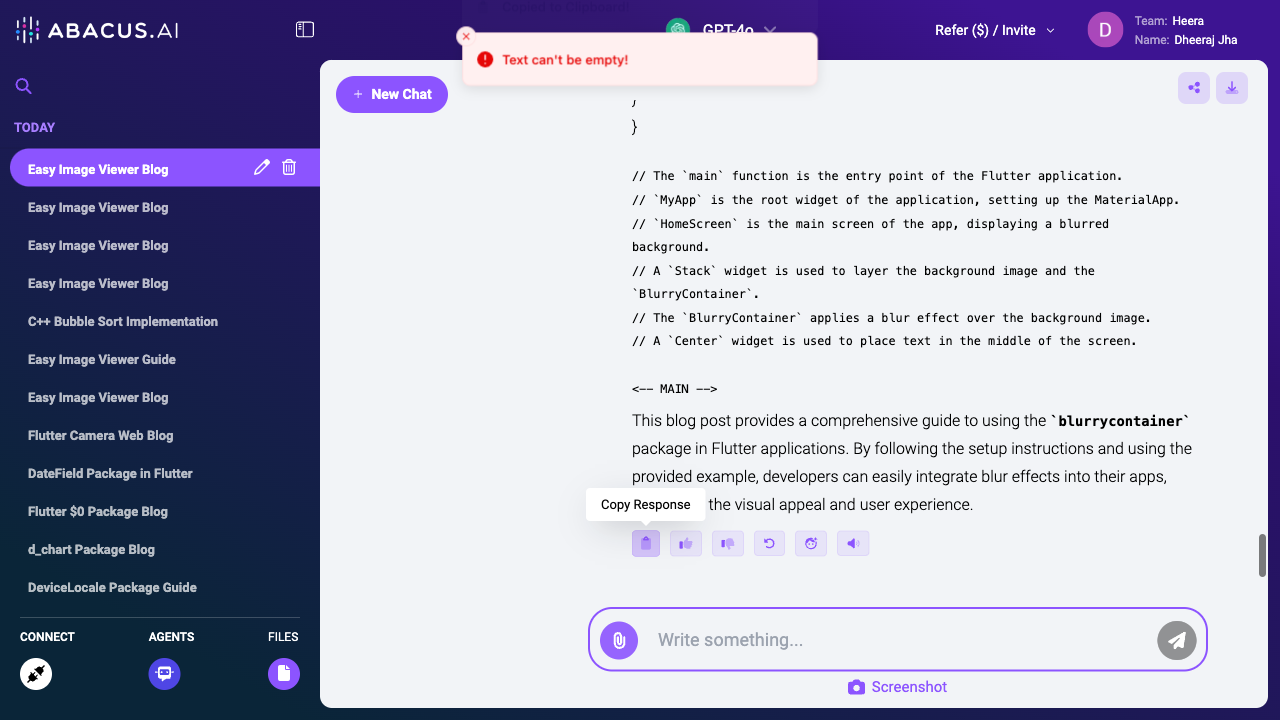 ABACUS.AI
GPT-4o
Refer ($) / Invite
D
Team: Heera
Name: Dheeraj Jha
Text can't be empty!
+ New Chat
TODAY
Easy Image Viewer Blog
Easy Image Viewer Blog
Easy Image Viewer Blog
Easy Image Viewer Blog
C++ Bubble Sort Implementation
Easy Image Viewer Guide
Easy Image Viewer Blog
Flutter Camera Web Blog
DateField Package in Flutter
Flutter $0 Package Blog
d_chart Package Blog
DeviceLocale Package Guide
CONNECT
AGENTS
FILES
}
// The `main` function is the entry point of the Flutter application.
// `MyApp` is the root widget of the application, setting up the MaterialApp.
// `HomeScreen` is the main screen of the app, displaying a blurred
background.
// A `Stack` widget is used to layer the background image and the
`BlurryContainer`.
// The `BlurryContainer` applies a blur effect over the background image.
// A `Center` widget is used to place text in the middle of the screen.
<-- MAIN -->
This blog post provides a comprehensive guide to using the `blurrycontainer`
package in Flutter applications. By following the setup instructions and using the
provided example, developers can easily integrate blur effects into their apps,
the visual appeal and user experience.
Copy Response
Write something...
Screenshot